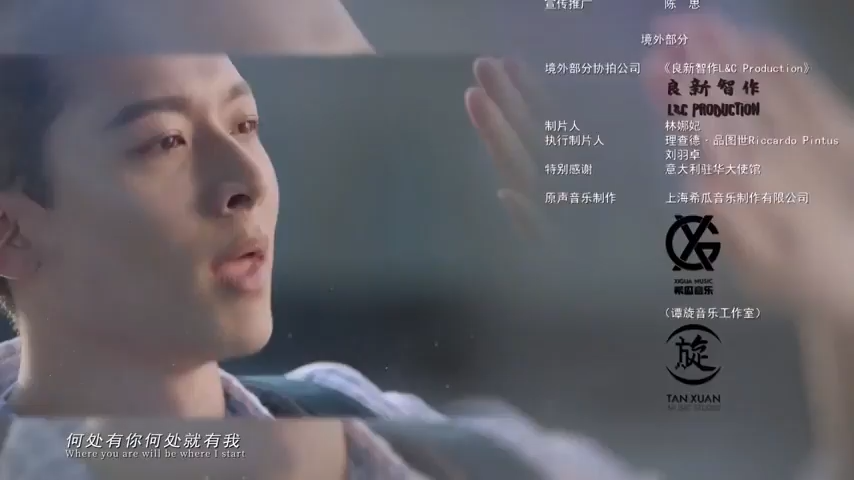 宣传推广 陈 思
境外部分
境外部分协拍公司 《良新智作L&C Production》
良新智作
L&C PRODUCTION
制片人 林娜妃
执行制片人 理查德·品图世Riccardo Pintus
刘羽卓
特别感谢 意大利驻华大使馆
原声音乐制作 上海希瓜音乐制作有限公司
XIGUA MUSIC
希瓜音乐
(谭旋音乐工作室)
旋
TAN XUAN
何处有你何处就有我
Where you are will be where I start